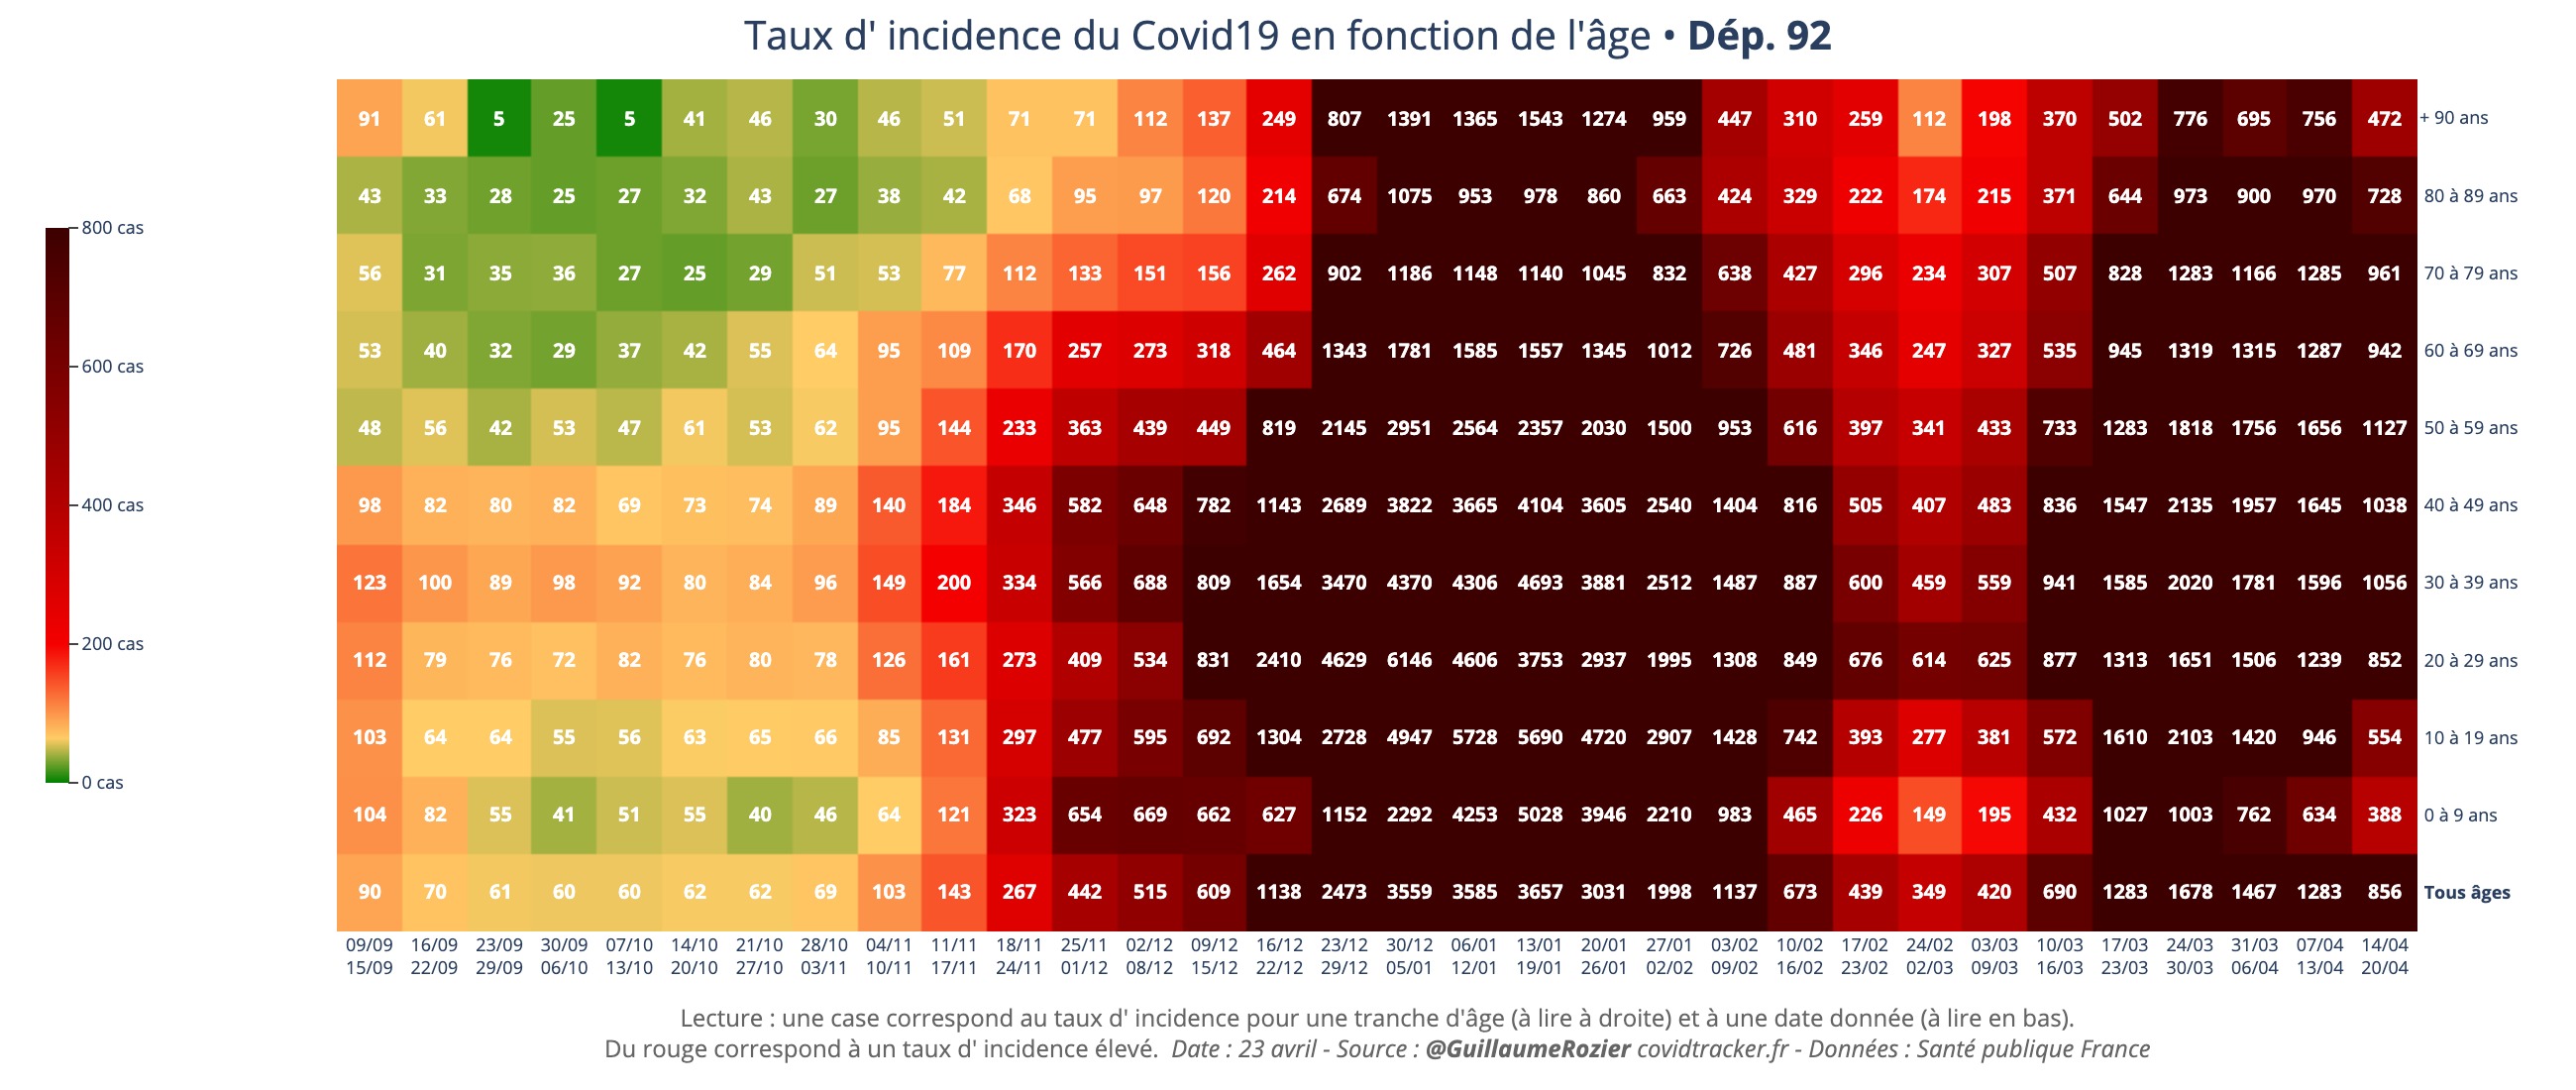 Taux d' incidence du Covid19 en fonction de l'âge • Dép. 92
91 61 5 25 5 41 46 30 46 51 71 71 112 137 249 807 1391 1365 1543 1274 959 447 310 259 112 198 370 502 776 695 756 472 + 90 ans
43 33 28 25 27 32 43 27 38 42 68 95 97 120 214 674 1075 953 978 860 663 424 329 222 174 215 371 644 973 900 970 728 80 à 89 ans
800 cas
56 31 35 36 27 25 29 51 53 77 112 133 151 156 262 902 1186 1148 1140 1045 832 638 427 296 234 307 507 828 1283 1166 1285 961 70 à 79 ans
53 40 32 29 37 42 55 64 95 109 170 257 273 318 464 1343 1781 1585 1557 1345 1012 726 481 346 247 327 535 945 1319 1315 1287 942 60 à 69 ans
600 cas
48 56 42 53 47 61 53 62 95 144 233 363 439 449 819 2145 2951 2564 2357 2030 1500 953 616 397 341 433 733 1283 1818 1756 1656 1127 50 à 59 ans
400 cas
98 82 80 82 69 73 74 89 140 184 346 582 648 782 1143 2689 3822 3665 4104 3605 2540 1404 816 505 407 483 836 1547 2135 1957 1645 1038 40 à 49 ans
123 100 89 98 92 80 84 96 149 200 334 566 688 809 1654 3470 4370 4306 4693 3881 2512 1487 887 600 459 559 941 1585 2020 1781 1596 1056 30 à 39 ans
200 cas
112 79 76 72 82 76 80 78 126 161 273 409 534 831 2410 4629 6146 4606 3753 2937 1995 1308 849 676 614 625 877 1313 1651 1506 1239 852 20 à 29 ans
103 64 64 55 56 63 65 66 85 131 297 477 595 692 1304 2728 4947 5728 5690 4720 2907 1428 742 393 277 381 572 1610 2103 1420 946 554 10 à 19 ans
0 cas
104 82 55 41 51 55 40 46 64 121 323 654 669 662 627 1152 2292 4253 5028 3946 2210 983 465 226 149 195 432 1027 1003 762 634 388 0 à 9 ans
90 70 61 60 60 62 62 69 103 143 267 442 515 609 1138 2473 3559 3585 3657 3031 1998 1137 673 439 349 420 690 1283 1678 1467 1283 856 Tous âges
09/09 16/09 23/09 30/09 07/10 14/10 21/10 28/10 04/11 11/11 18/11 25/11 02/12 09/12 16/12 23/12 30/12 06/01 13/01 20/01 27/01 03/02 10/02 17/02 24/02 03/03 10/03 17/03 24/03 31/03 07/04 14/04
15/09 22/09 29/09 06/10 13/10 20/10 27/10 03/11 10/11 17/11 24/11 01/12 08/12 15/12 22/12 29/12 05/01 12/01 19/01 26/01 02/02 09/02 16/02 23/02 02/03 09/03 16/03 23/03 30/03 06/04 13/04 20/04
Lecture : une case correspond au taux d' incidence pour une tranche d'âge (à lire à droite) et à une date donnée (à lire en bas).
Du rouge correspond à un taux d' incidence élevé. Date : 23 avril - Source : @GuillaumeRozier covidtracker.fr - Données : Santé publique France